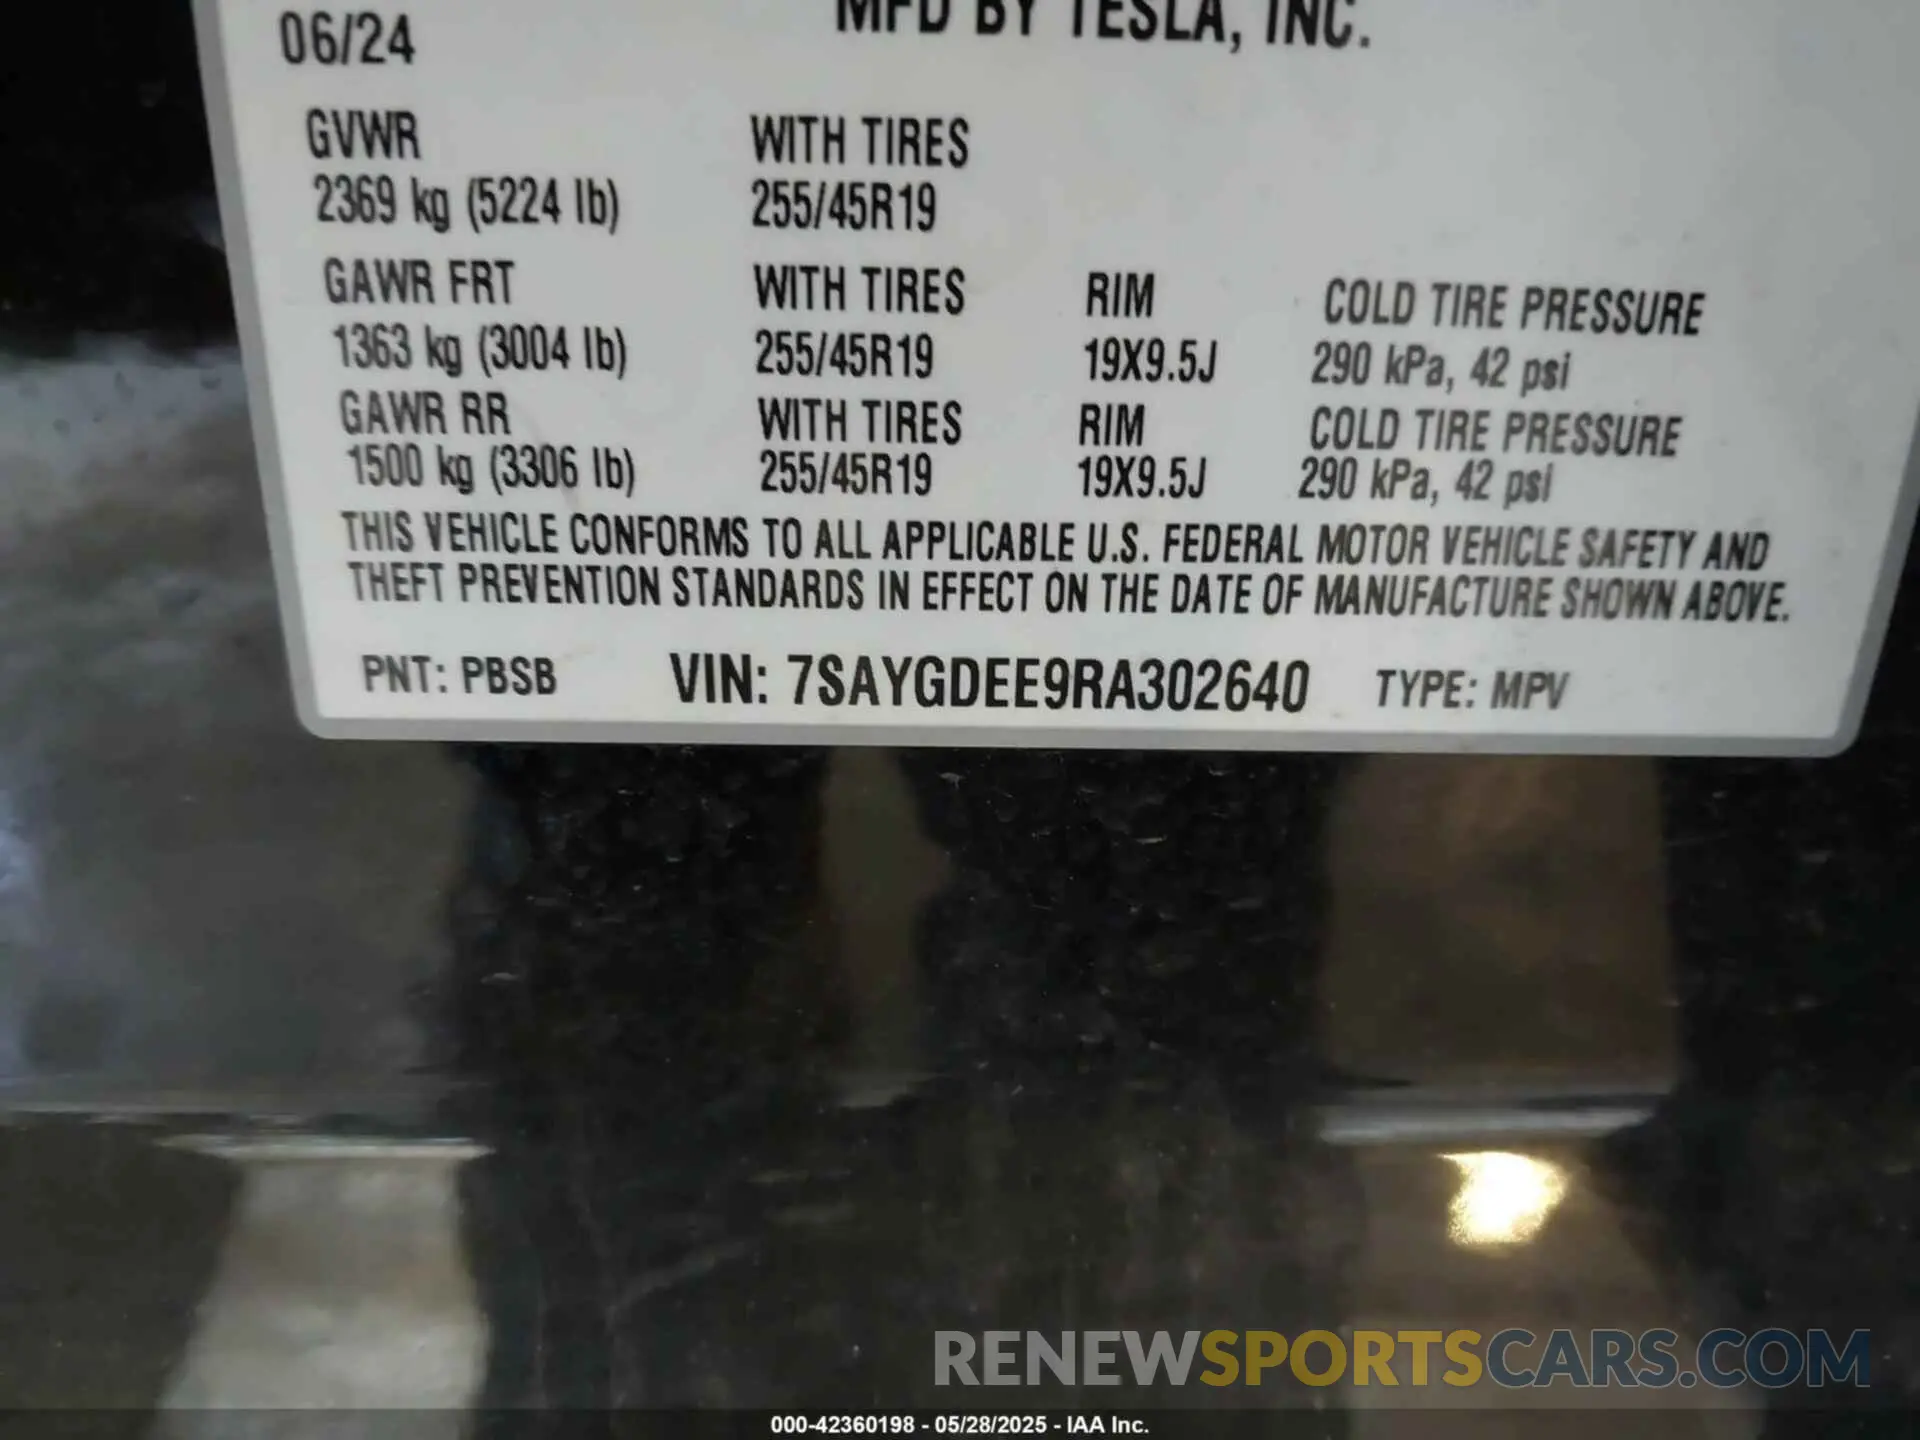 MFD BY TESLA, INC.
06/24
GVWR WITH TIRES
2369 kg (5224 lb) 255/45R19
GAWR FRT WITH TIRES RIM COLD TIRE PRESSURE
1363 kg (3004 lb) 255/45R19 19X9.5J 290 kPa, 42 psi
GAWR RR WITH TIRES RIM COLD TIRE PRESSURE
1500 kg (3306 lb) 255/45R19 19X9.5J 290 kPa, 42 psi
THIS VEHICLE CONFORMS TO ALL APPLICABLE U.S. FEDERAL MOTOR VEHICLE SAFETY AND
THEFT PREVENTION STANDARDS IN EFFECT ON THE DATE OF MANUFACTURE SHOWN ABOVE.
PNT: PBSB VIN: 7SAYGDEE9RA302640 TYPE: MPV
RENEWSPORTSCARS.COM
000-42360198 - 05/28/2025 - IAA Inc.